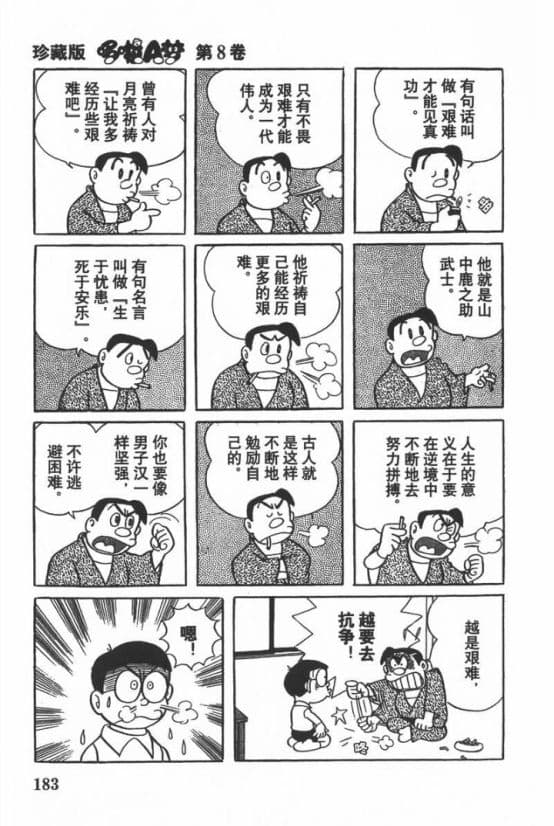 珍藏版 哆啦A梦 第8卷
有句话叫
做『艰难
才能见真
功』。
只有不畏
艰难才能
成为一代
伟人。
曾有人对
月亮祈祷
『让我多
经历些艰
难吧』。
他就是山
中鹿之助
武士。
他祈祷自
己能经历
更多的艰
难。
有句名言
叫做『生
于忧患，
死于安乐』。
人生的意
义在于要
在逆境中
不断地去
努力拼搏。
古人就
是这样
不断地
勉励自
己的。
你也要像
男子汉一
样坚强，
不许逃
避困难。
越是艰难，
越要去
抗争！
咚
嗯！
183